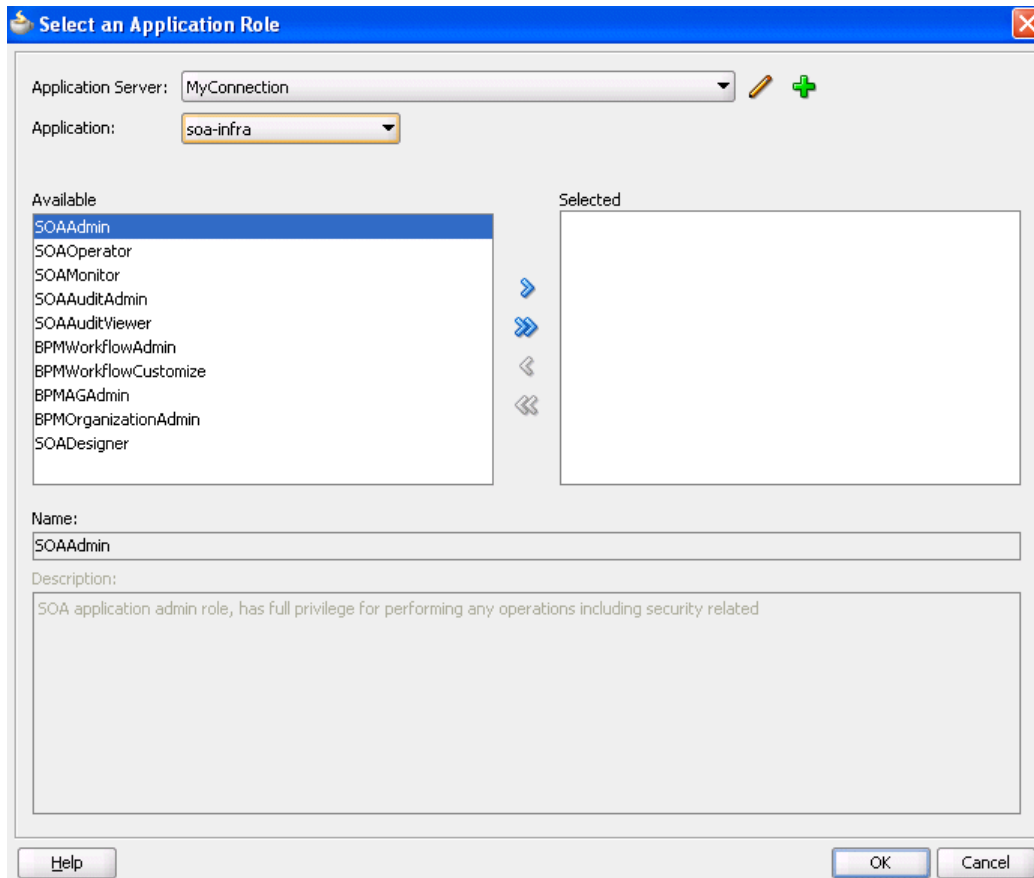 Select an Application Role
Application Server: MyConnection
Application: soa-infra
Available
SOAAdmin
SOAOperator
SOAMonitor
SOAAuditAdmin
SOAAuditViewer
BPMWorkflowAdmin
BPMWorkflowCustomize
BPMAGAdmin
BPMOrganizationAdmin
SOADesigner
Selected
Name:
SOAAdmin
Description:
SOA application admin role, has full privilege for performing any operations including security related
Help OK Cancel